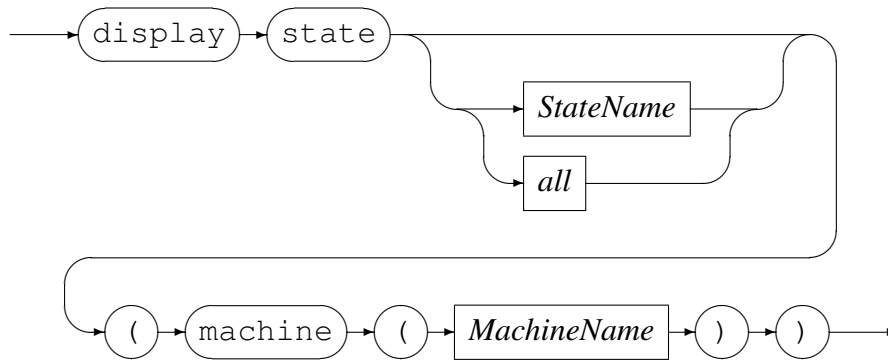 display state
StateName
all
( machine ( MachineName ) )